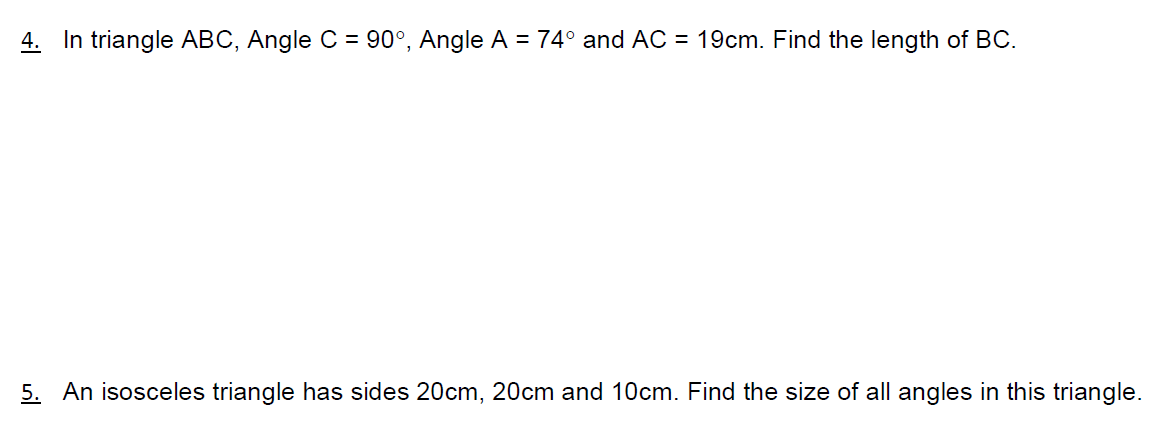 4. In triangle ABC, Angle C = 90°, Angle A = 74° and AC = 19cm. Find the length of BC.
5. An isosceles triangle has sides 20cm, 20cm and 10cm. Find the size of all angles in this triangle.